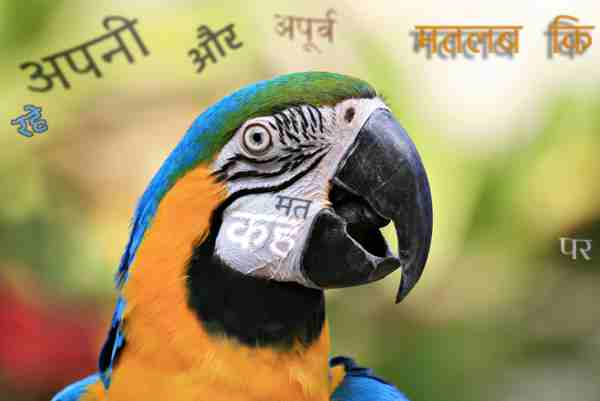 अपनी और अपूर्व मतलब कि
रहे
मत
कह
पर